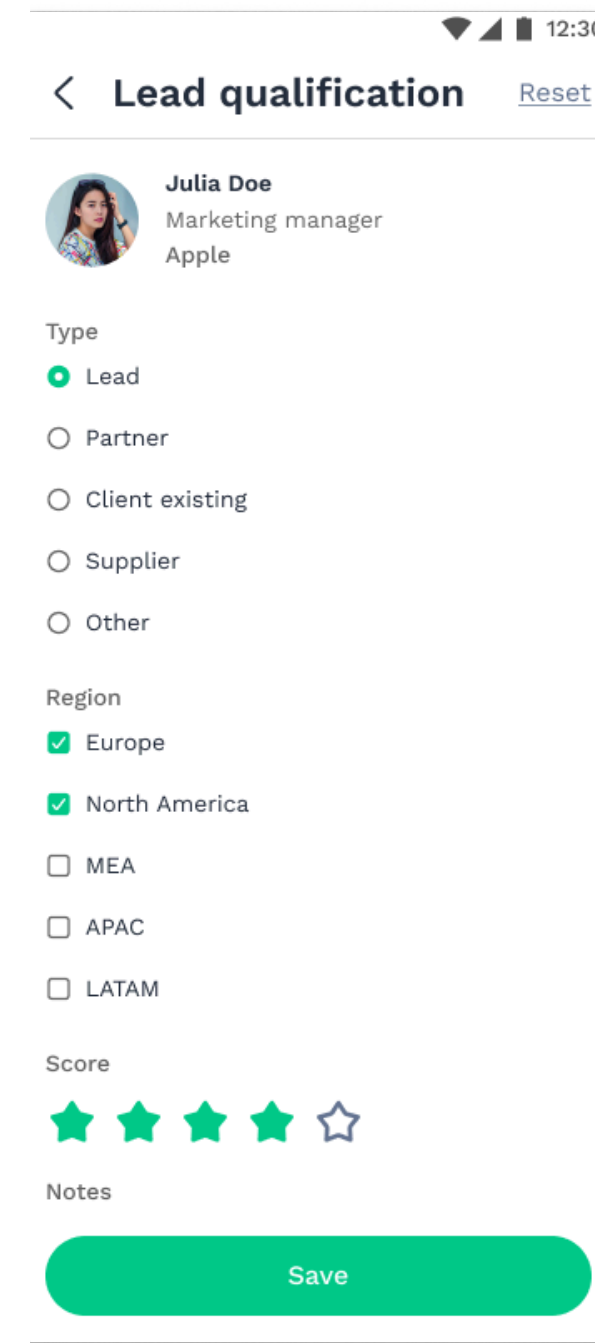 12:30
Lead qualification
Reset
Julia Doe
Marketing manager
Apple
Type
Lead
Partner
Client existing
Supplier
Other
Region
Europe
North America
MEA
APAC
LATAM
Score
Notes
Save